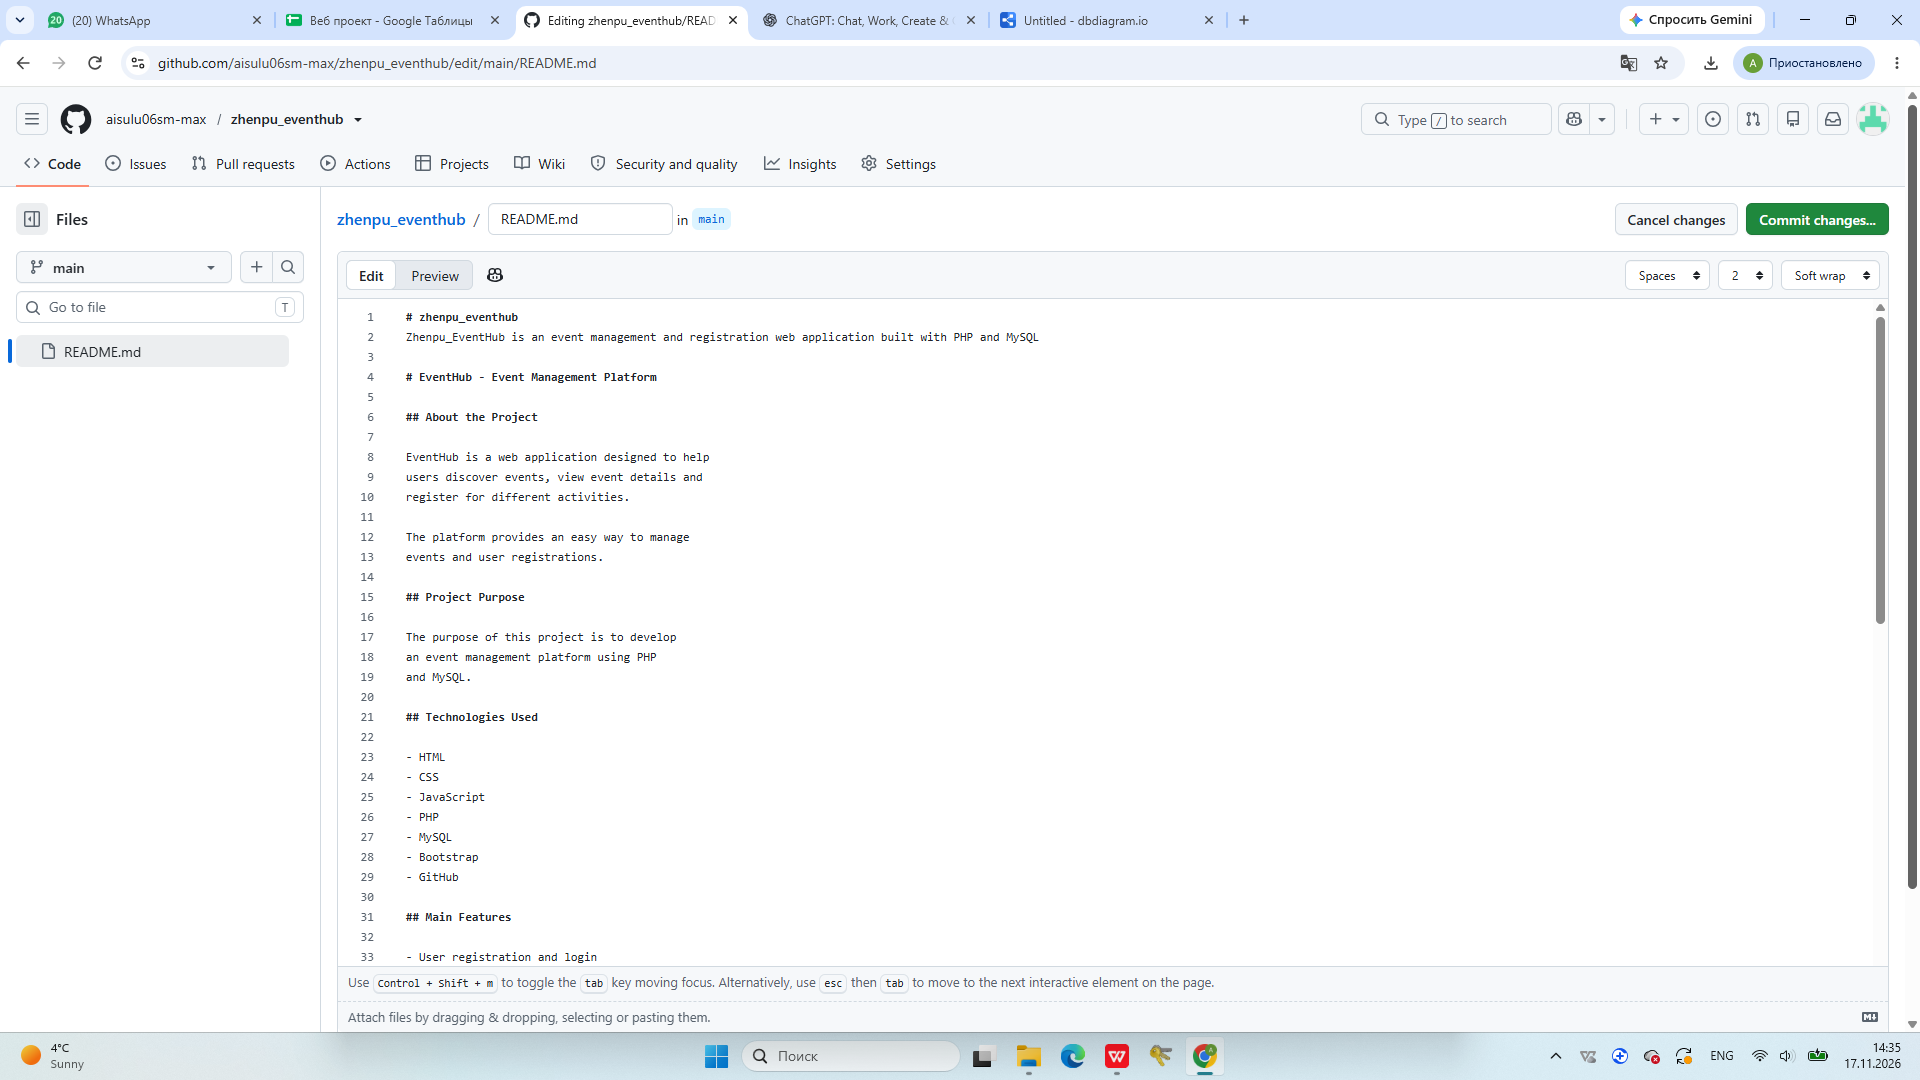 (20) WhatsApp
Веб проект - Google Таблицы
Editing zhenpu_eventhub/READ
ChatGPT: Chat, Work, Create &
Untitled - dbdiagram.io
Спросить Gemini
github.com/aisulu06sm-max/zhenpu_eventhub/edit/main/README.md
A
Приостановлено
aisulu06sm-max / zhenpu_eventhub
Type / to search
Code
Issues
Pull requests
Actions
Projects
Wiki
Security and quality
Insights
Settings
Files
zhenpu_eventhub / README.md in main
Cancel changes
Commit changes...
main
Edit
Preview
Spaces
2
Soft wrap
Go to file
T
README.md
1 # zhenpu_eventhub
2 Zhenpu_EventHub is an event management and registration web application built with PHP and MySQL
3
4 # EventHub - Event Management Platform
5
6 ## About the Project
7
8 EventHub is a web application designed to help
9 users discover events, view event details and
10 register for different activities.
11
12 The platform provides an easy way to manage
13 events and user registrations.
14
15 ## Project Purpose
16
17 The purpose of this project is to develop
18 an event management platform using PHP
19 and MySQL.
20
21 ## Technologies Used
22
23 - HTML
24 - CSS
25 - JavaScript
26 - PHP
27 - MySQL
28 - Bootstrap
29 - GitHub
30
31 ## Main Features
32
33 - User registration and login
Use Control + Shift + m to toggle the tab key moving focus. Alternatively, use esc then tab to move to the next interactive element on the page.
Attach files by dragging & dropping, selecting or pasting them.
4°C
Sunny
Поиск
ENG
14:35
17.11.2026